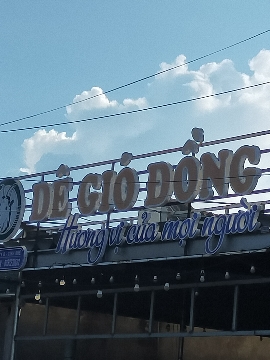 DÊ GIÓ ĐỒNG
Hương vị của mọi người